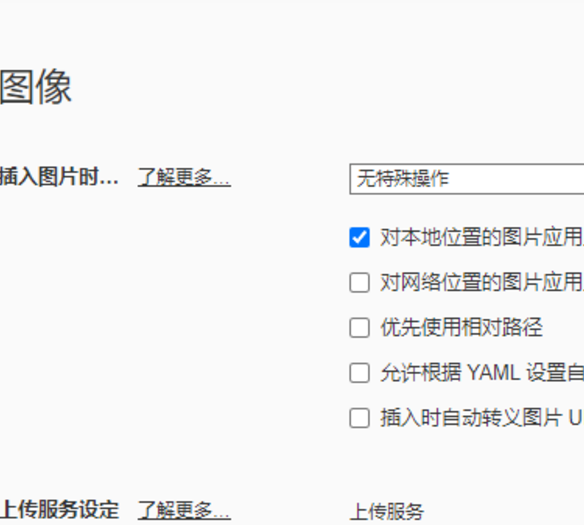 图像
插入图片时... 了解更多... 无特殊操作
对本地位置的图片应用
对网络位置的图片应用
优先使用相对路径
允许根据 YAML 设置自
插入时自动转义图片 U
上传服务设定 了解更多... 上传服务